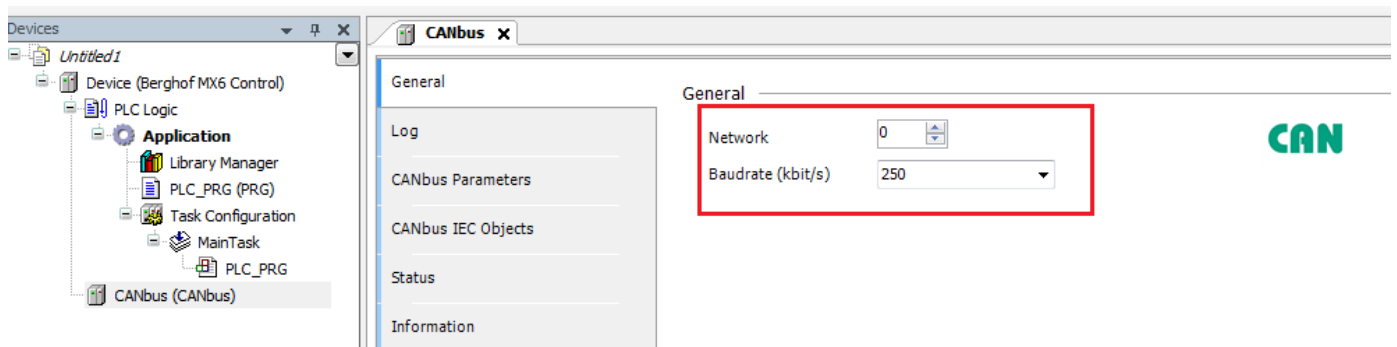 Devices
Untitled1
Device (Berghof MX6 Control)
PLC Logic
Application
Library Manager
PLC_PRG (PRG)
Task Configuration
MainTask
PLC_PRG
CANbus (CANbus)
CANbus
General
Log
CANbus Parameters
CANbus IEC Objects
Status
Information
General
Network 0
Baudrate (kbit/s) 250
CAN